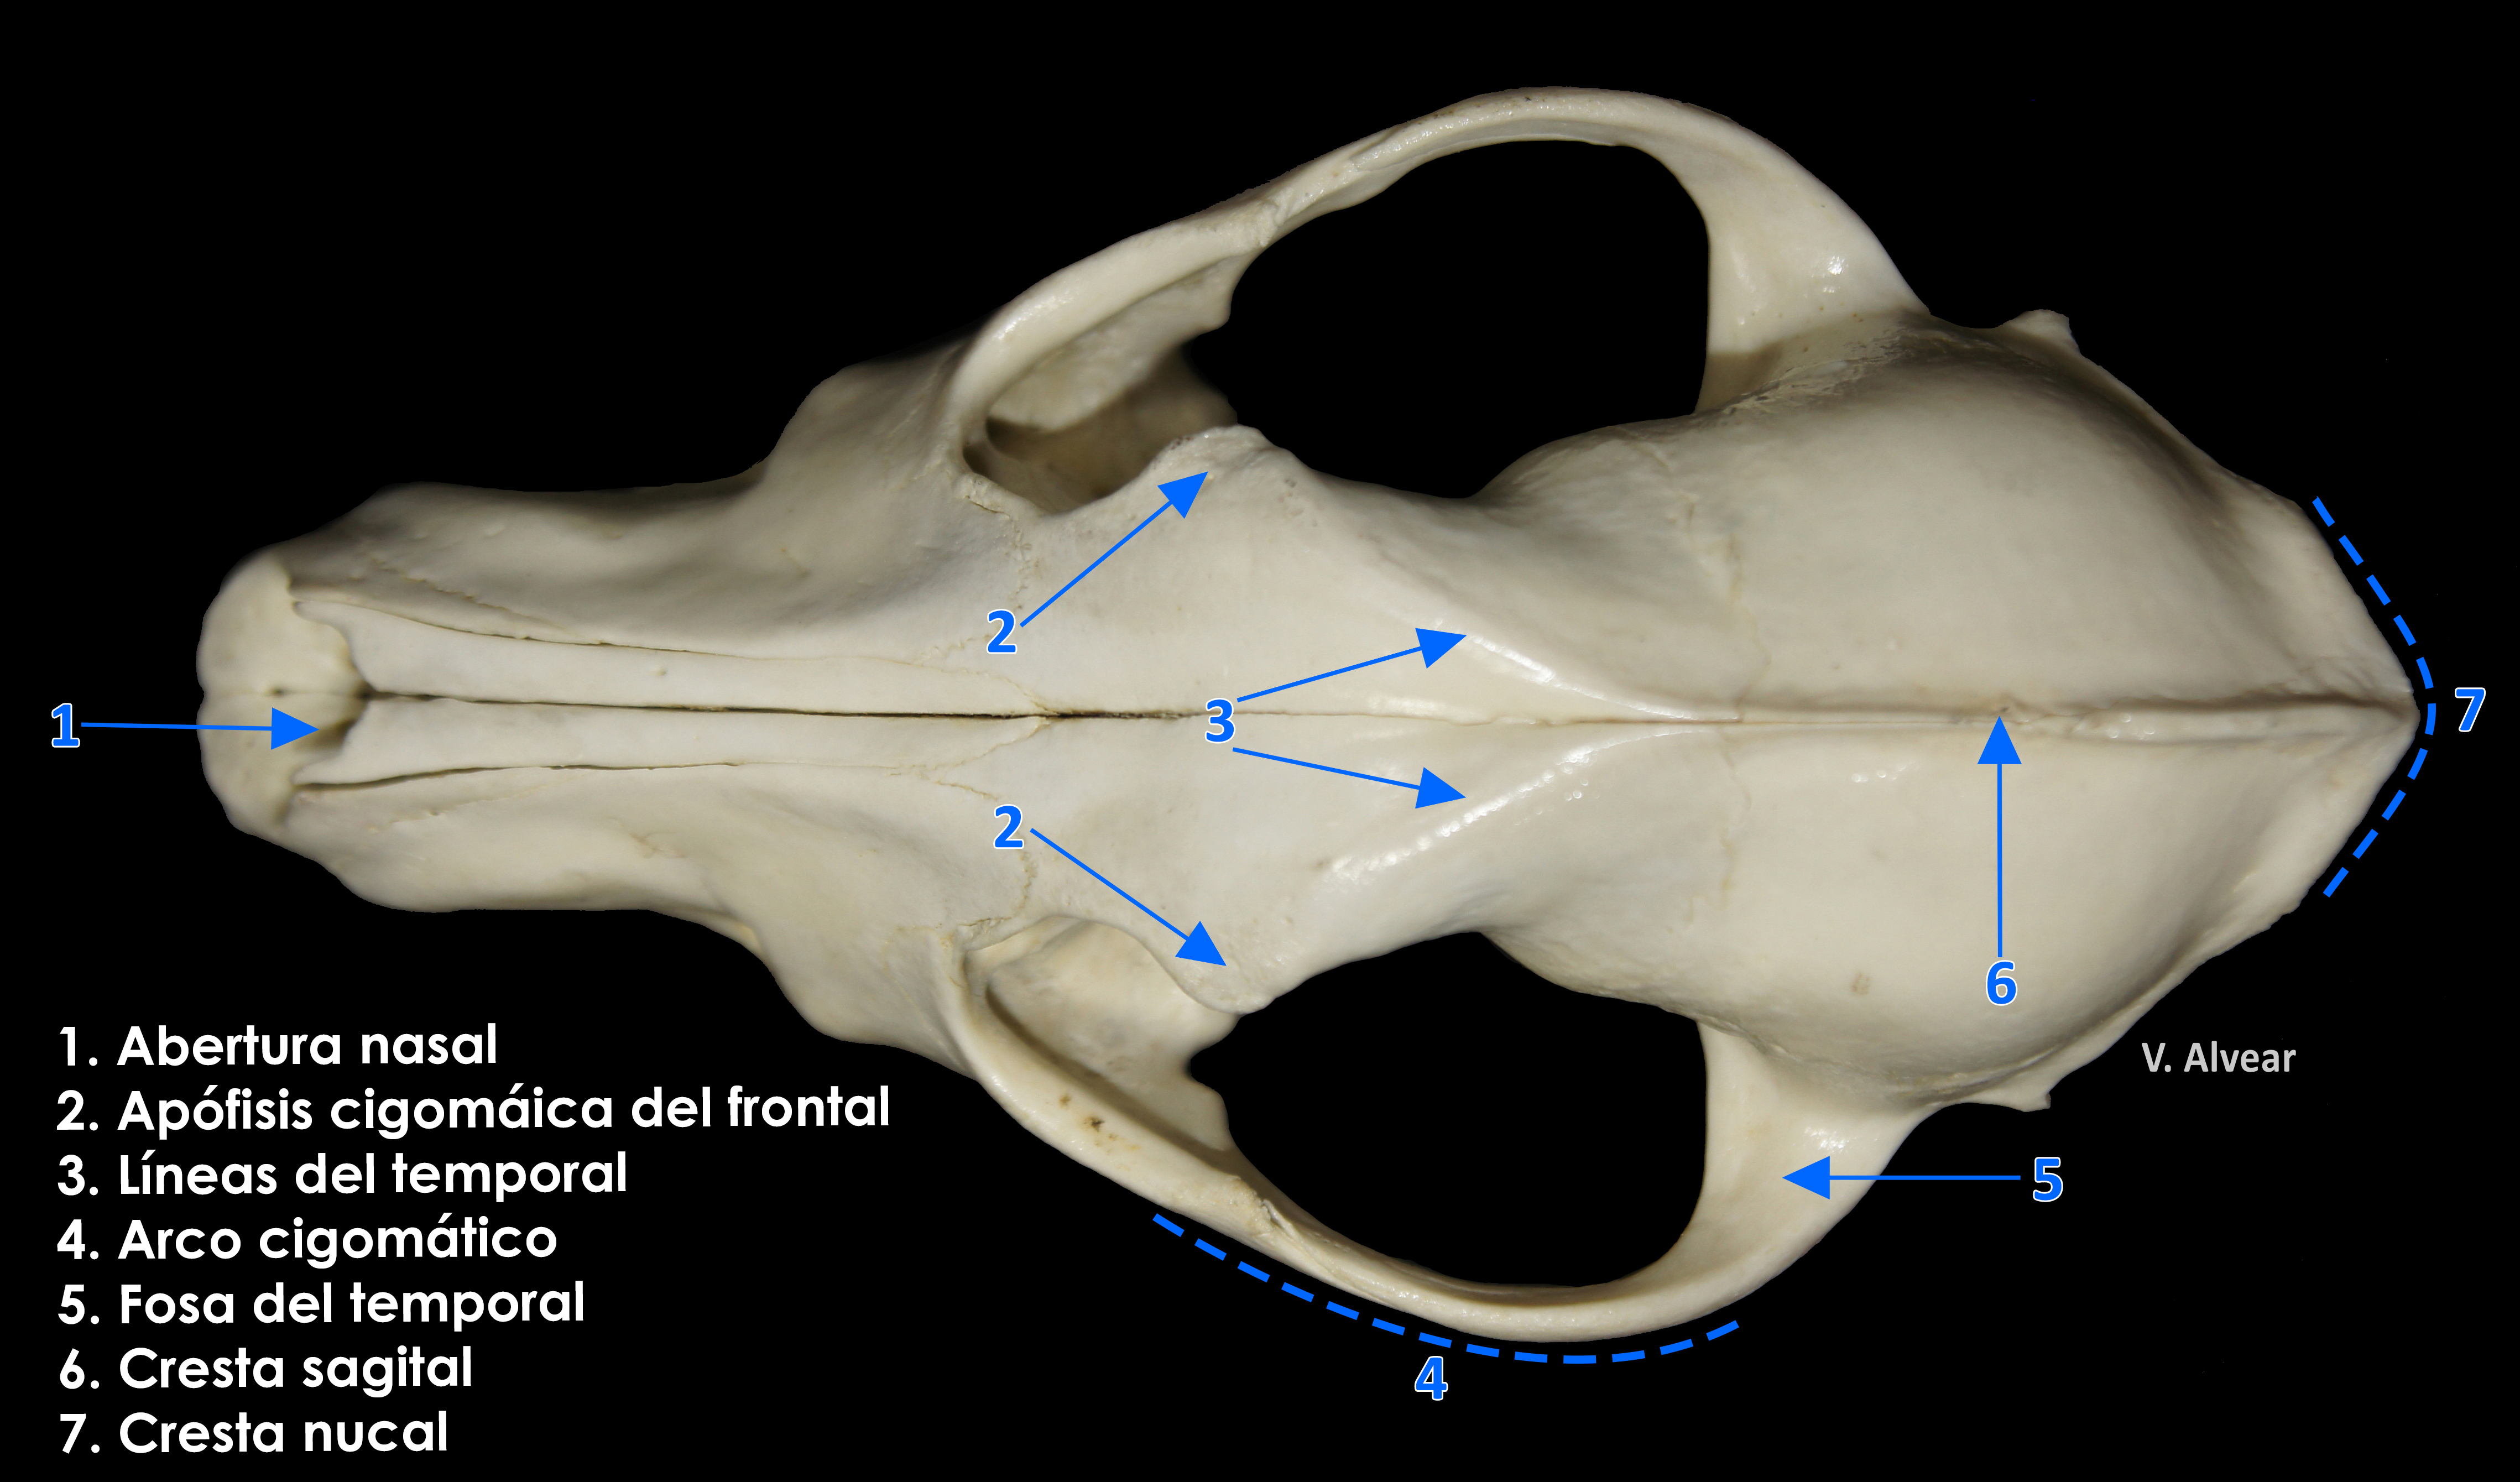 1
2
3
2
7
6
5
4
1. Abertura nasal
2. Apófisis cigomáica del frontal
3. Líneas del temporal
4. Arco cigomático
5. Fosa del temporal
6. Cresta sagital
7. Cresta nucal
V. Alvear